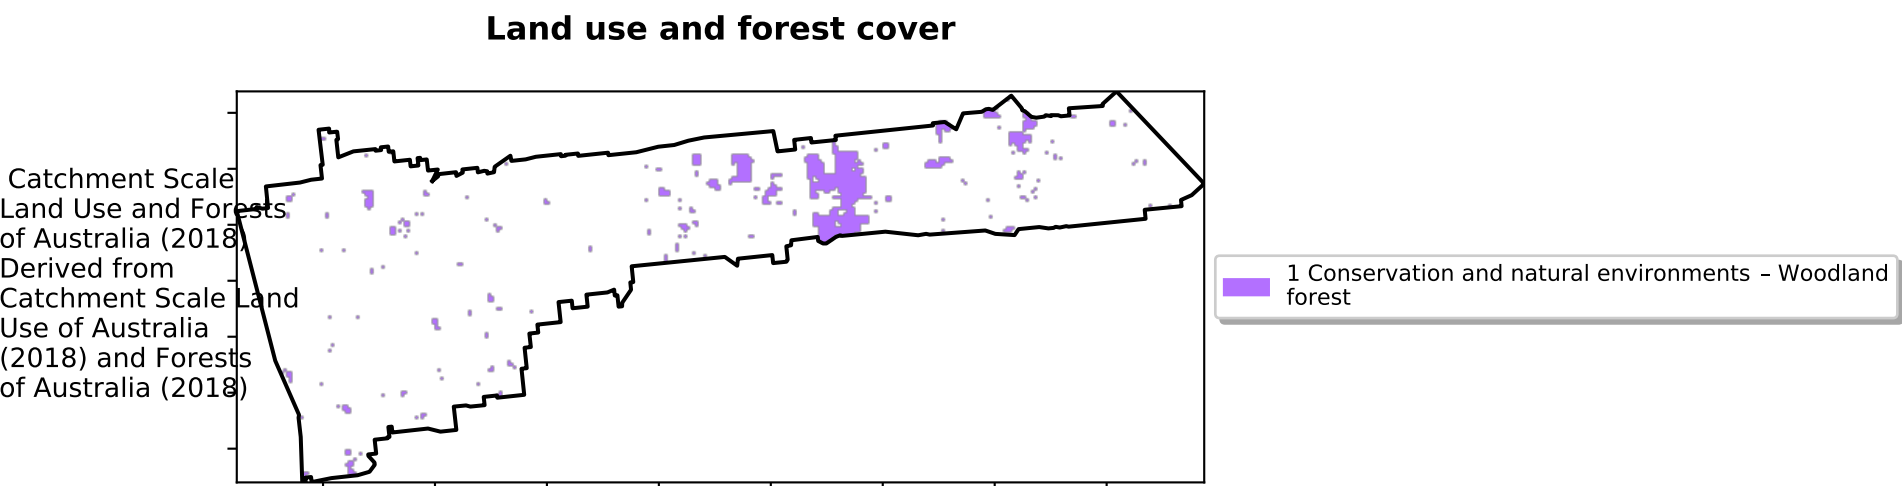 Land use and forest cover
Catchment Scale
Land Use and Forests
of Australia (2018)
Derived from
Catchment Scale Land
Use of Australia
(2018) and Forests
of Australia (2018)
1 Conservation and natural environments – Woodland
forest